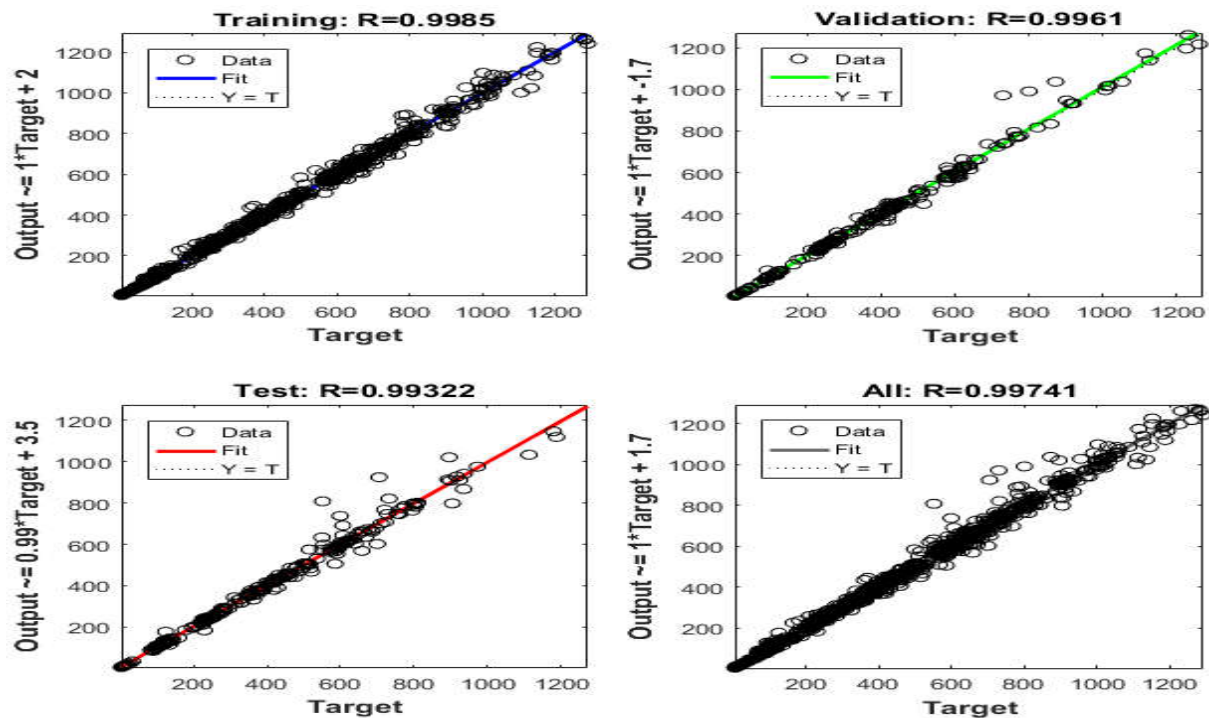 Training: R=0.9985
Output ~= 1*Target + 2
1200
1000
800
600
400
200
Data
Fit
Y = T
200 400 600 800 1000 1200
Target
Validation: R=0.9961
Output ~= 1*Target + -1.7
1200
1000
800
600
400
200
Data
Fit
Y = T
200 400 600 800 1000 1200
Target
Test: R=0.99322
Output ~= 0.99*Target + 3.5
1200
1000
800
600
400
200
Data
Fit
Y = T
200 400 600 800 1000 1200
Target
All: R=0.99741
Output ~= 1*Target + 1.7
1200
1000
800
600
400
200
Data
Fit
Y = T
200 400 600 800 1000 1200
Target